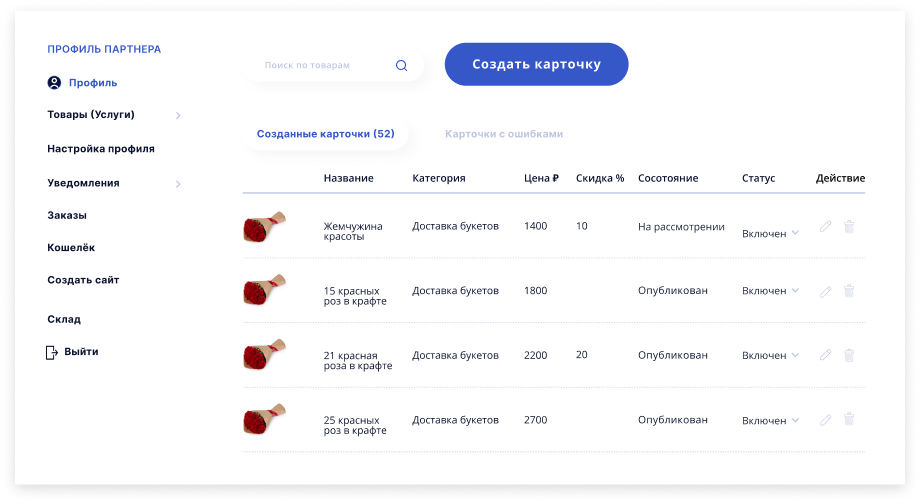 ПРОФИЛЬ ПАРТНЕРА
Профиль
Товары (Услуги)
Настройка профиля
Уведомления
Заказы
Кошелёк
Создать сайт
Склад
Выйти
Поиск по товарам
Создать карточку
Созданные карточки (52)
Карточки с ошибками
Название Категория Цена ₽ Скидка % Сосотояние Статус Действие
Жемчужина
красоты
Доставка букетов 1400 10 На рассмотрении Включен
15 красных
роз в крафте
Доставка букетов 1800 Опубликован Включен
21 красная
роза в крафте
Доставка букетов 2200 20 Опубликован Включен
25 красных
роз в крафте
Доставка букетов 2700 Опубликован Включен